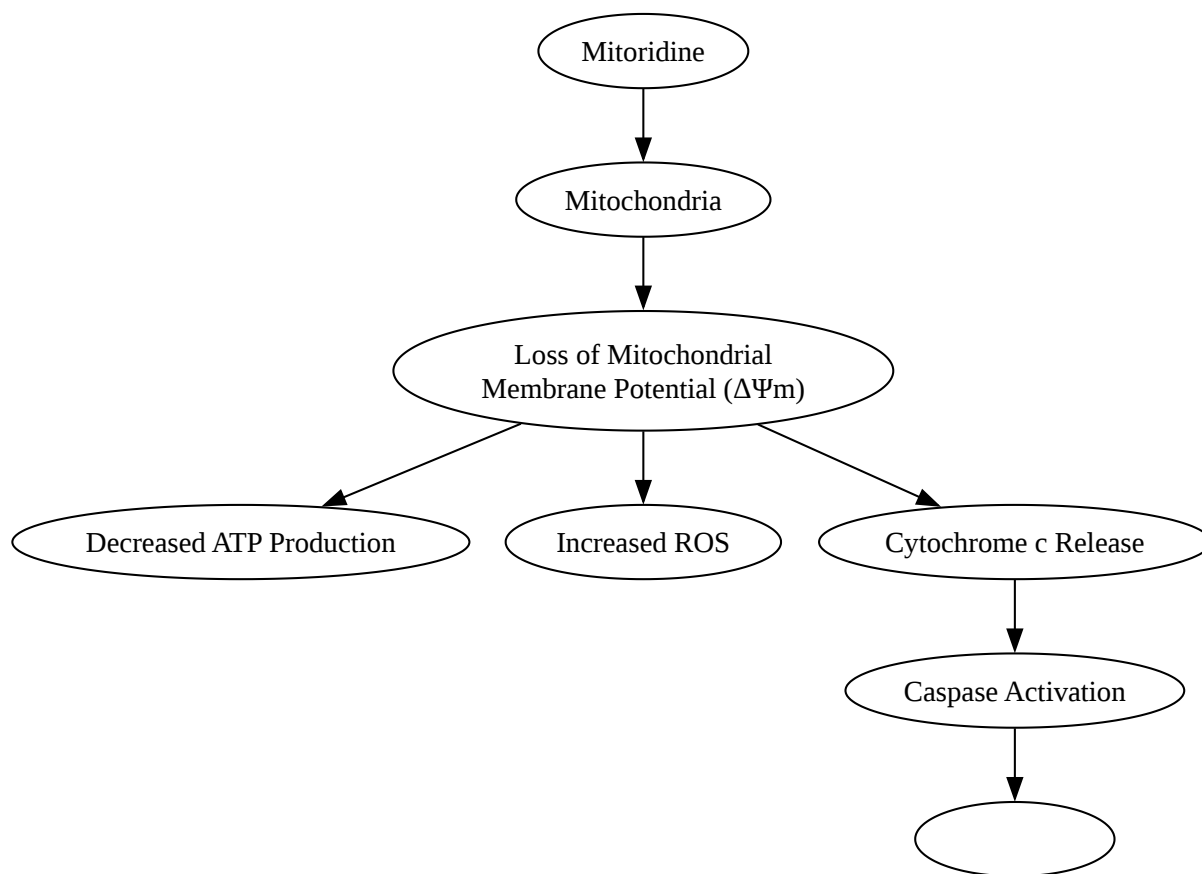 Mitoridine
Mitochondria
Loss of Mitochondrial
Membrane Potential (ΔΨm)
Decreased ATP Production
Increased ROS
Cytochrome c Release
Caspase Activation